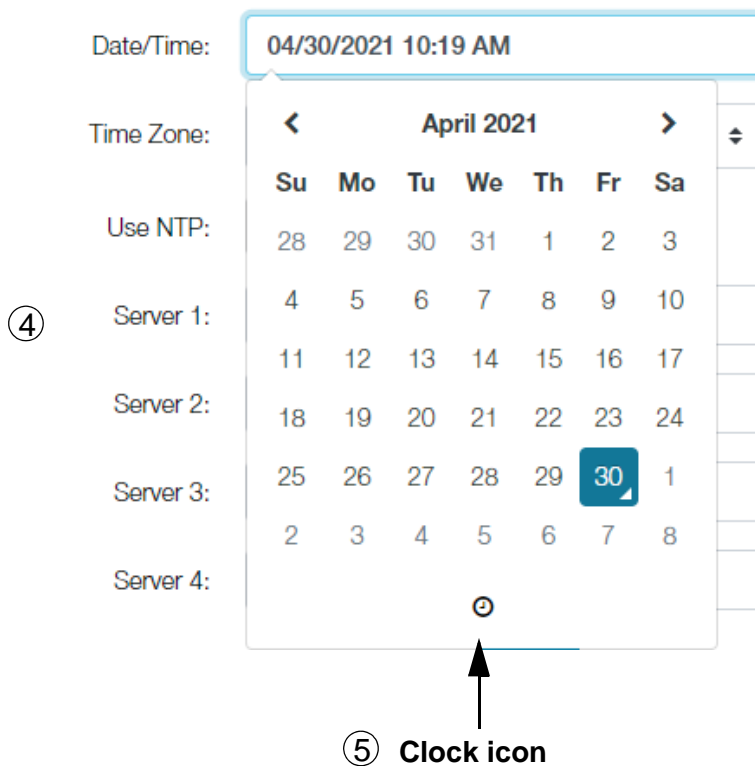 Date/Time: 04/30/2021 10:19 AM
Time Zone:
April 2021
Su Mo Tu We Th Fr Sa
Use NTP:
28 29 30 31 1 2 3
④ Server 1:
4 5 6 7 8 9 10
11 12 13 14 15 16 17
Server 2:
18 19 20 21 22 23 24
Server 3:
25 26 27 28 29 30 1
2 3 4 5 6 7 8
Server 4:
⑤ Clock icon